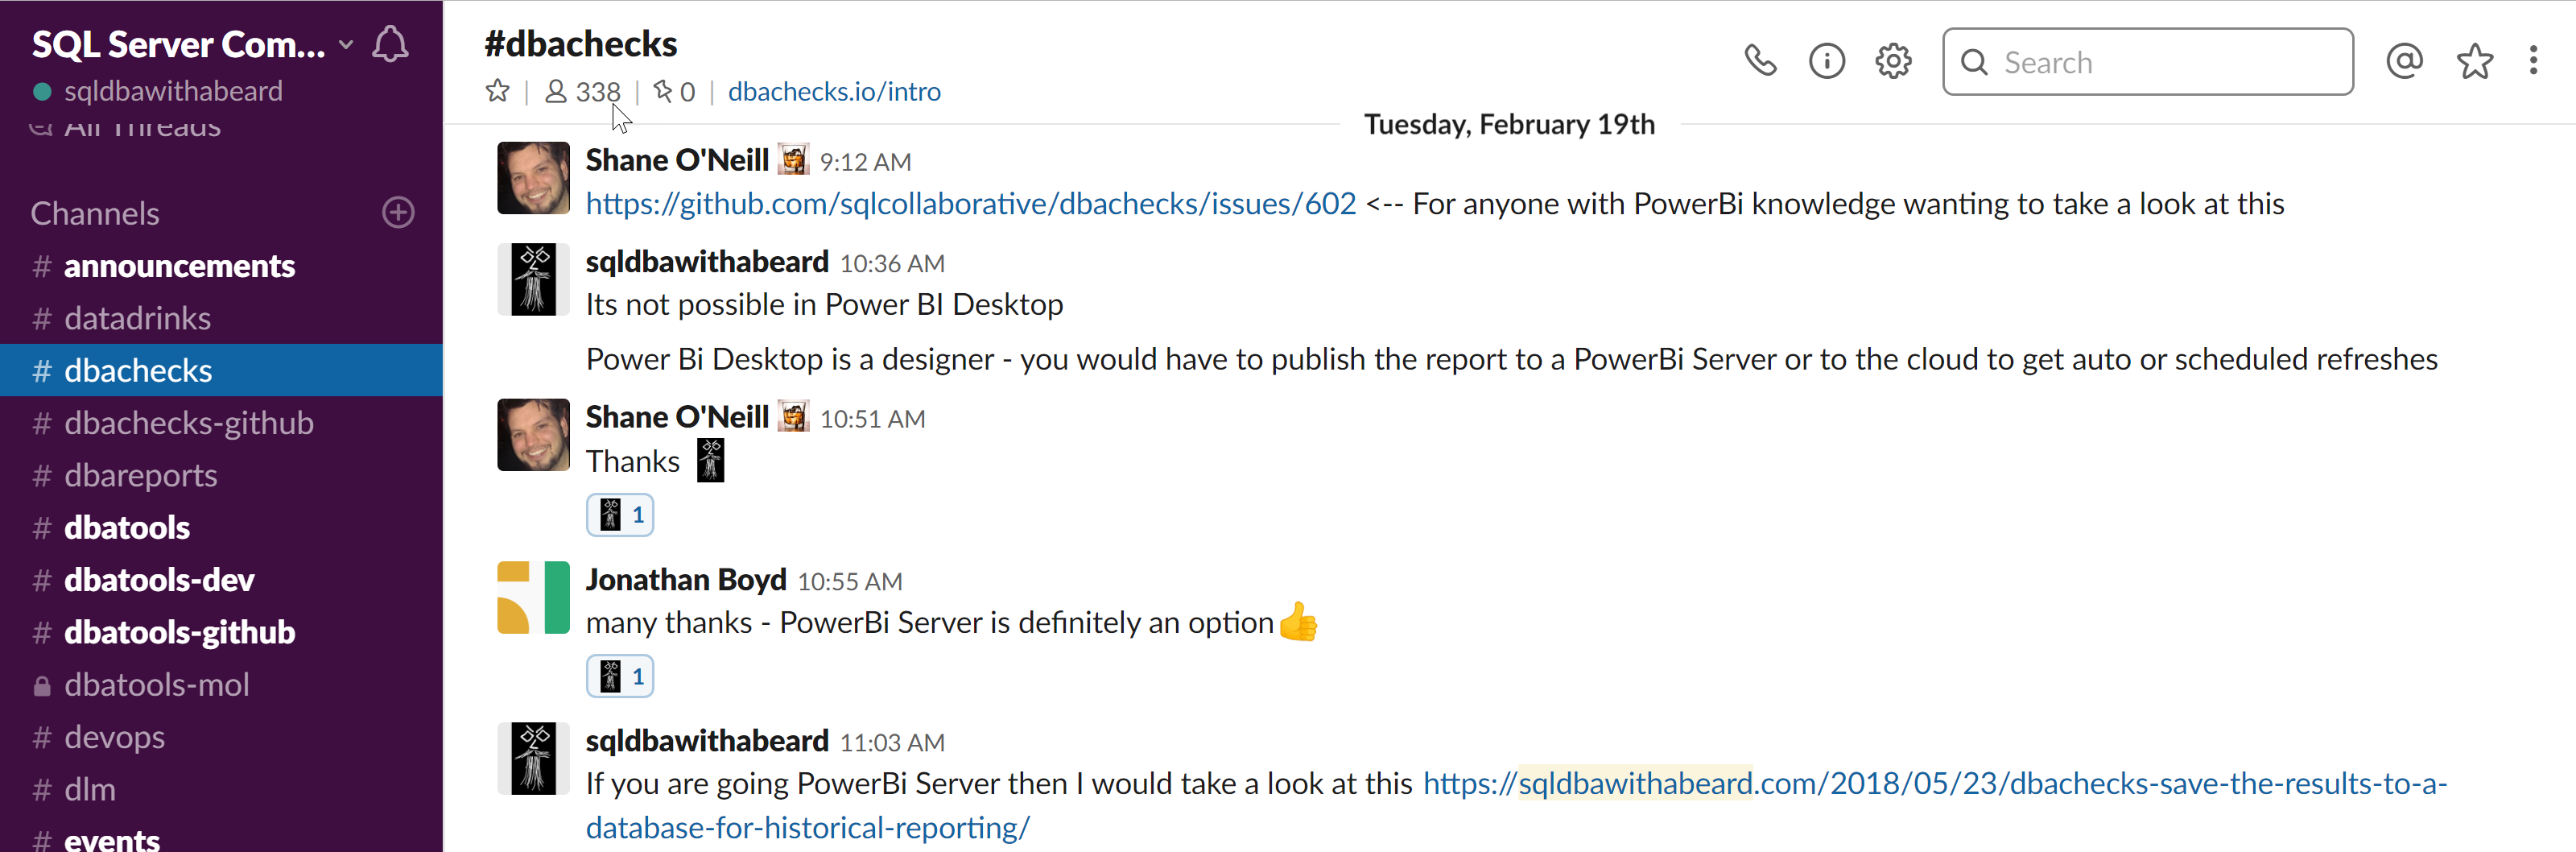 SQL Server Com...
sqldbawithabeard
All Threads
Channels
# announcements
# datadrinks
# dbachecks
# dbachecks-github
# dbareports
# dbatools
# dbatools-dev
# dbatools-github
dbatools-mol
# devops
# dlm
# events
#dbachecks
338 | 0 | dbachecks.io/intro
Search
Tuesday, February 19th
Shane O'Neill 9:12 AM
https://github.com/sqlcollaborative/dbachecks/issues/602 <-- For anyone with PowerBi knowledge wanting to take a look at this
sqldbawithabeard 10:36 AM
Its not possible in Power BI Desktop
Power Bi Desktop is a designer - you would have to publish the report to a PowerBi Server or to the cloud to get auto or scheduled refreshes
Shane O'Neill 10:51 AM
Thanks
1
Jonathan Boyd 10:55 AM
many thanks - PowerBi Server is definitely an option👍
1
sqldbawithabeard 11:03 AM
If you are going PowerBi Server then I would take a look at this https://sqldbawithabeard.com/2018/05/23/dbachecks-save-the-results-to-a-
database-for-historical-reporting/